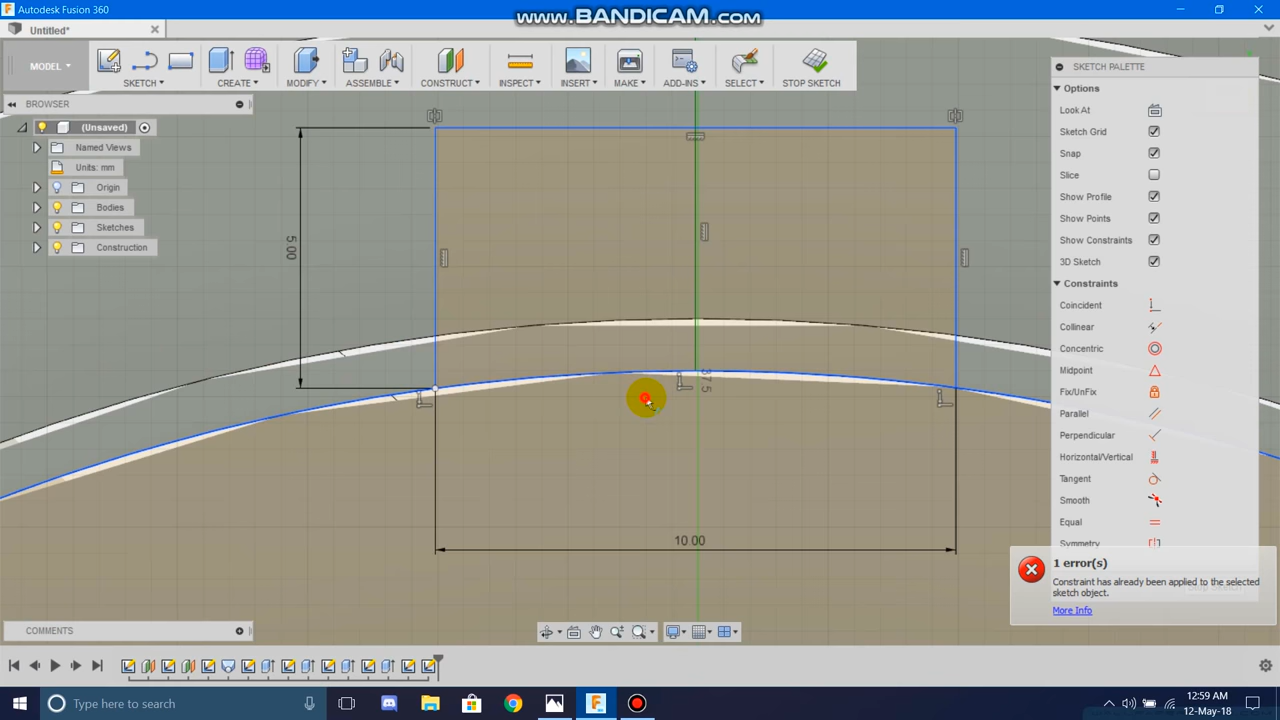 Autodesk Fusion 360
www.BANDICAM.com
Untitled*
MODEL
SKETCH
CREATE
MODIFY
ASSEMBLE
CONSTRUCT
INSPECT
INSERT
MAKE
ADD-INS
SELECT
STOP SKETCH
BROWSER
(Unsaved)
Named Views
Units: mm
Origin
Bodies
Sketches
Construction
5.00
37.5
10.00
SKETCH PALETTE
Options
Look At
Sketch Grid
Snap
Slice
Show Profile
Show Points
Show Constraints
3D Sketch
Constraints
Coincident
Collinear
Concentric
Midpoint
Fix/UnFix
Parallel
Perpendicular
Horizontal/Vertical
Tangent
Smooth
Equal
Symmetry
1 error(s)
Constraint has already been applied to the selected
sketch object.
More Info
COMMENTS
Type here to search
12:59 AM
12-May-18